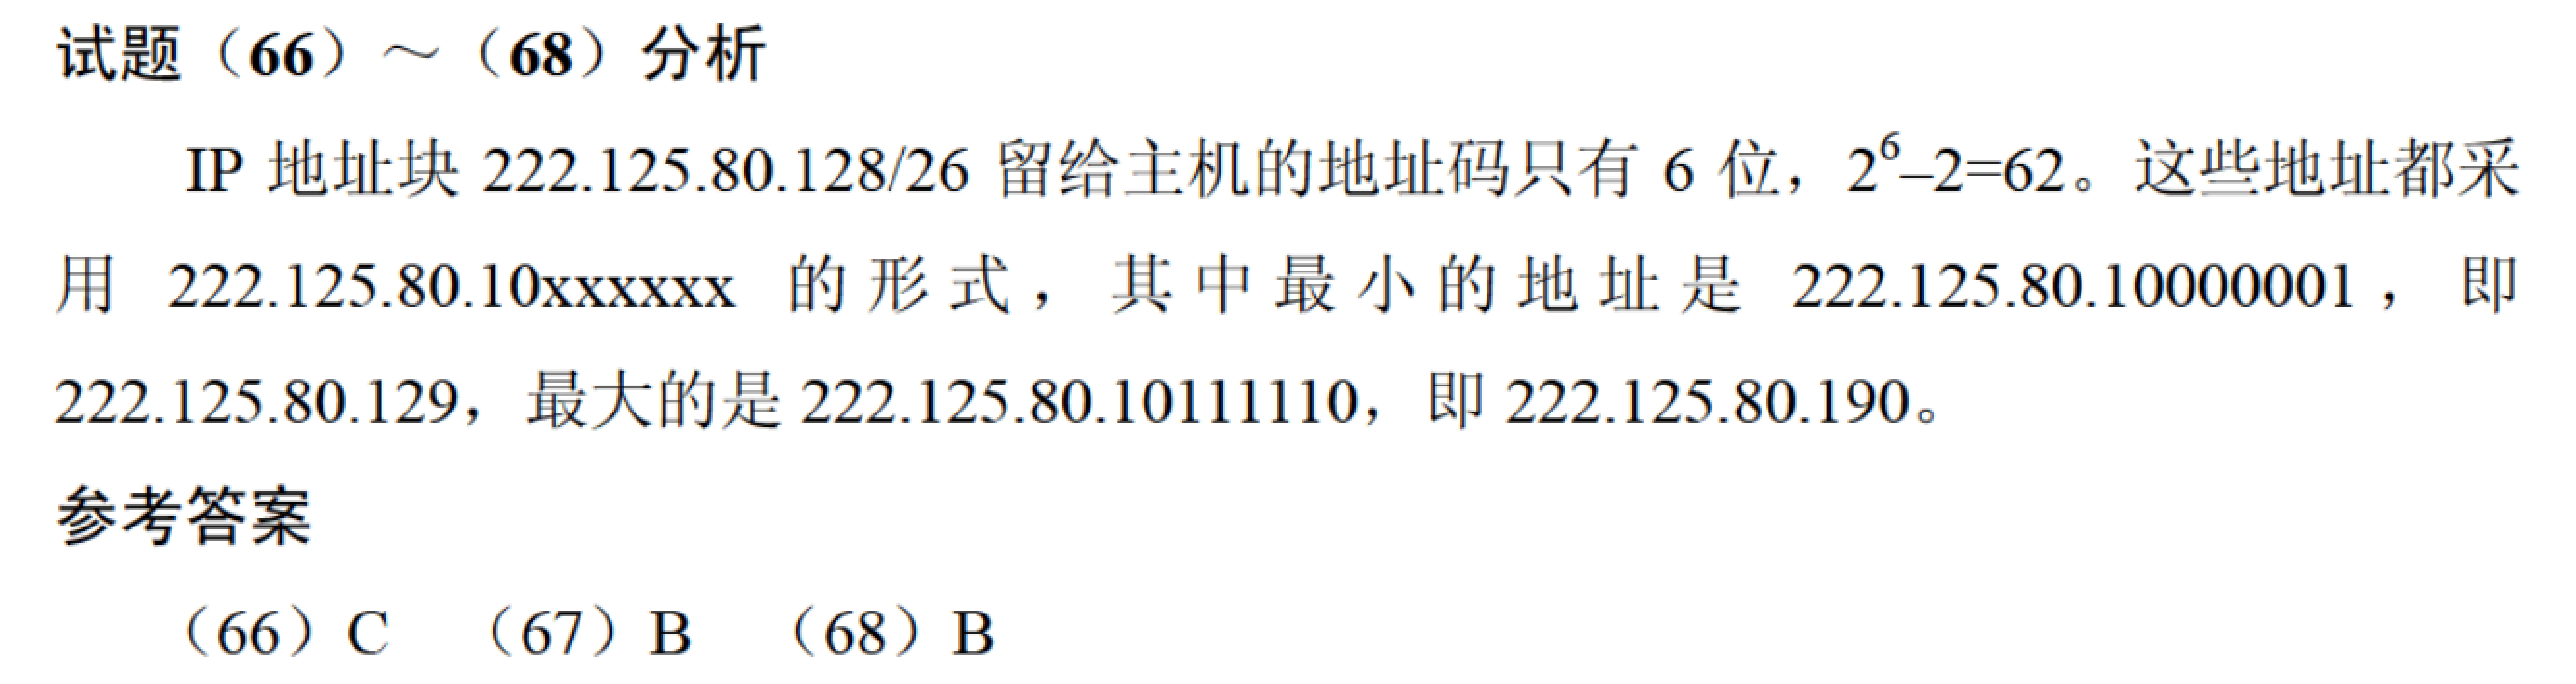 试题（66）～（68）分析
IP 地址块 222.125.80.128/26 留给主机的地址码只有 6 位，2⁶–2=62。这些地址都采
用 222.125.80.10xxxxxx 的形式，其中最小的地址是 222.125.80.10000001，即
222.125.80.129，最大的是 222.125.80.10111110，即 222.125.80.190。
参考答案
（66）C （67）B （68）B